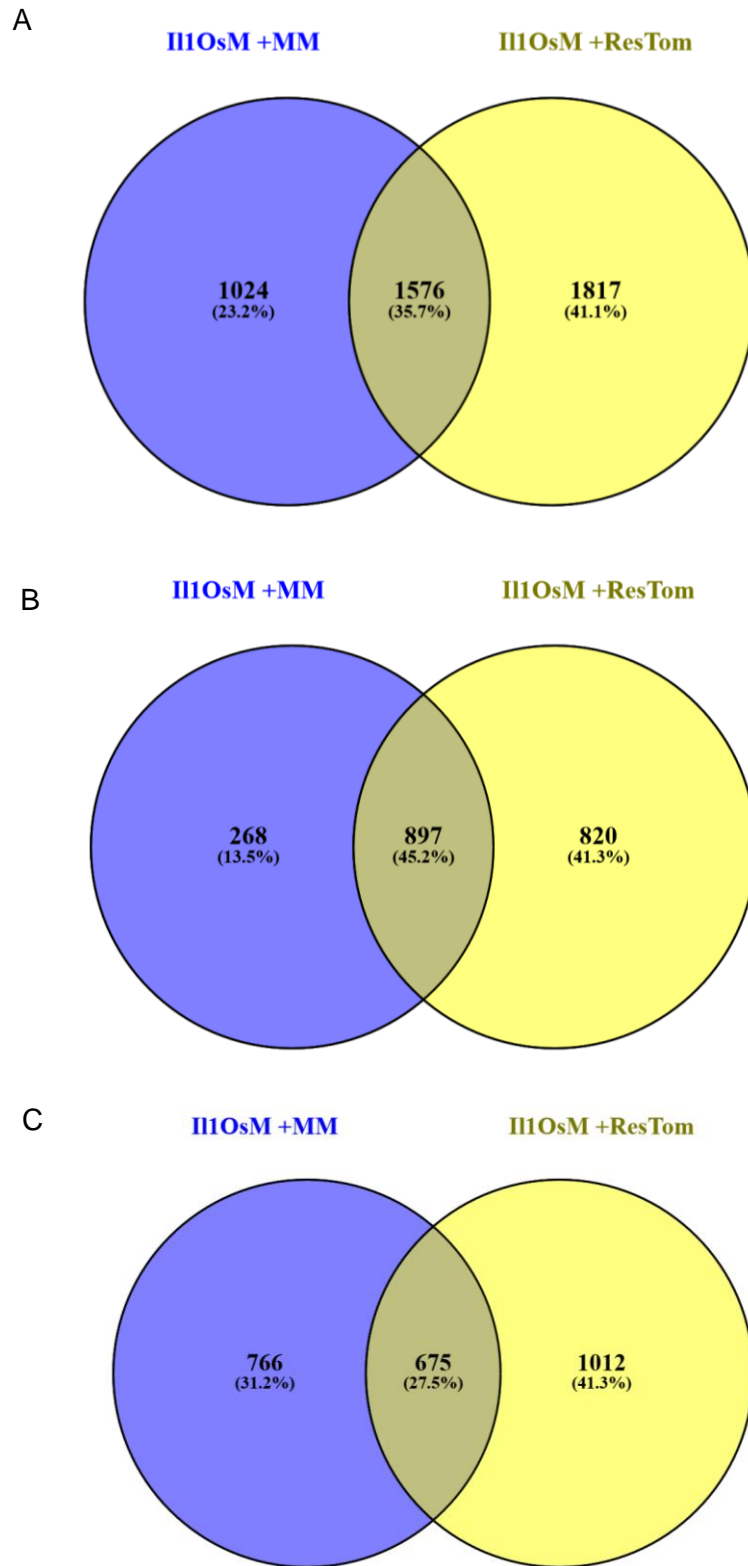 A
Il1OsM +MM Il1OsM +ResTom
1024 1576 1817
(23.2%) (35.7%) (41.1%)
B
Il1OsM +MM Il1OsM +ResTom
268 897 820
(13.5%) (45.2%) (41.3%)
C
Il1OsM +MM Il1OsM +ResTom
766 675 1012
(31.2%) (27.5%) (41.3%)